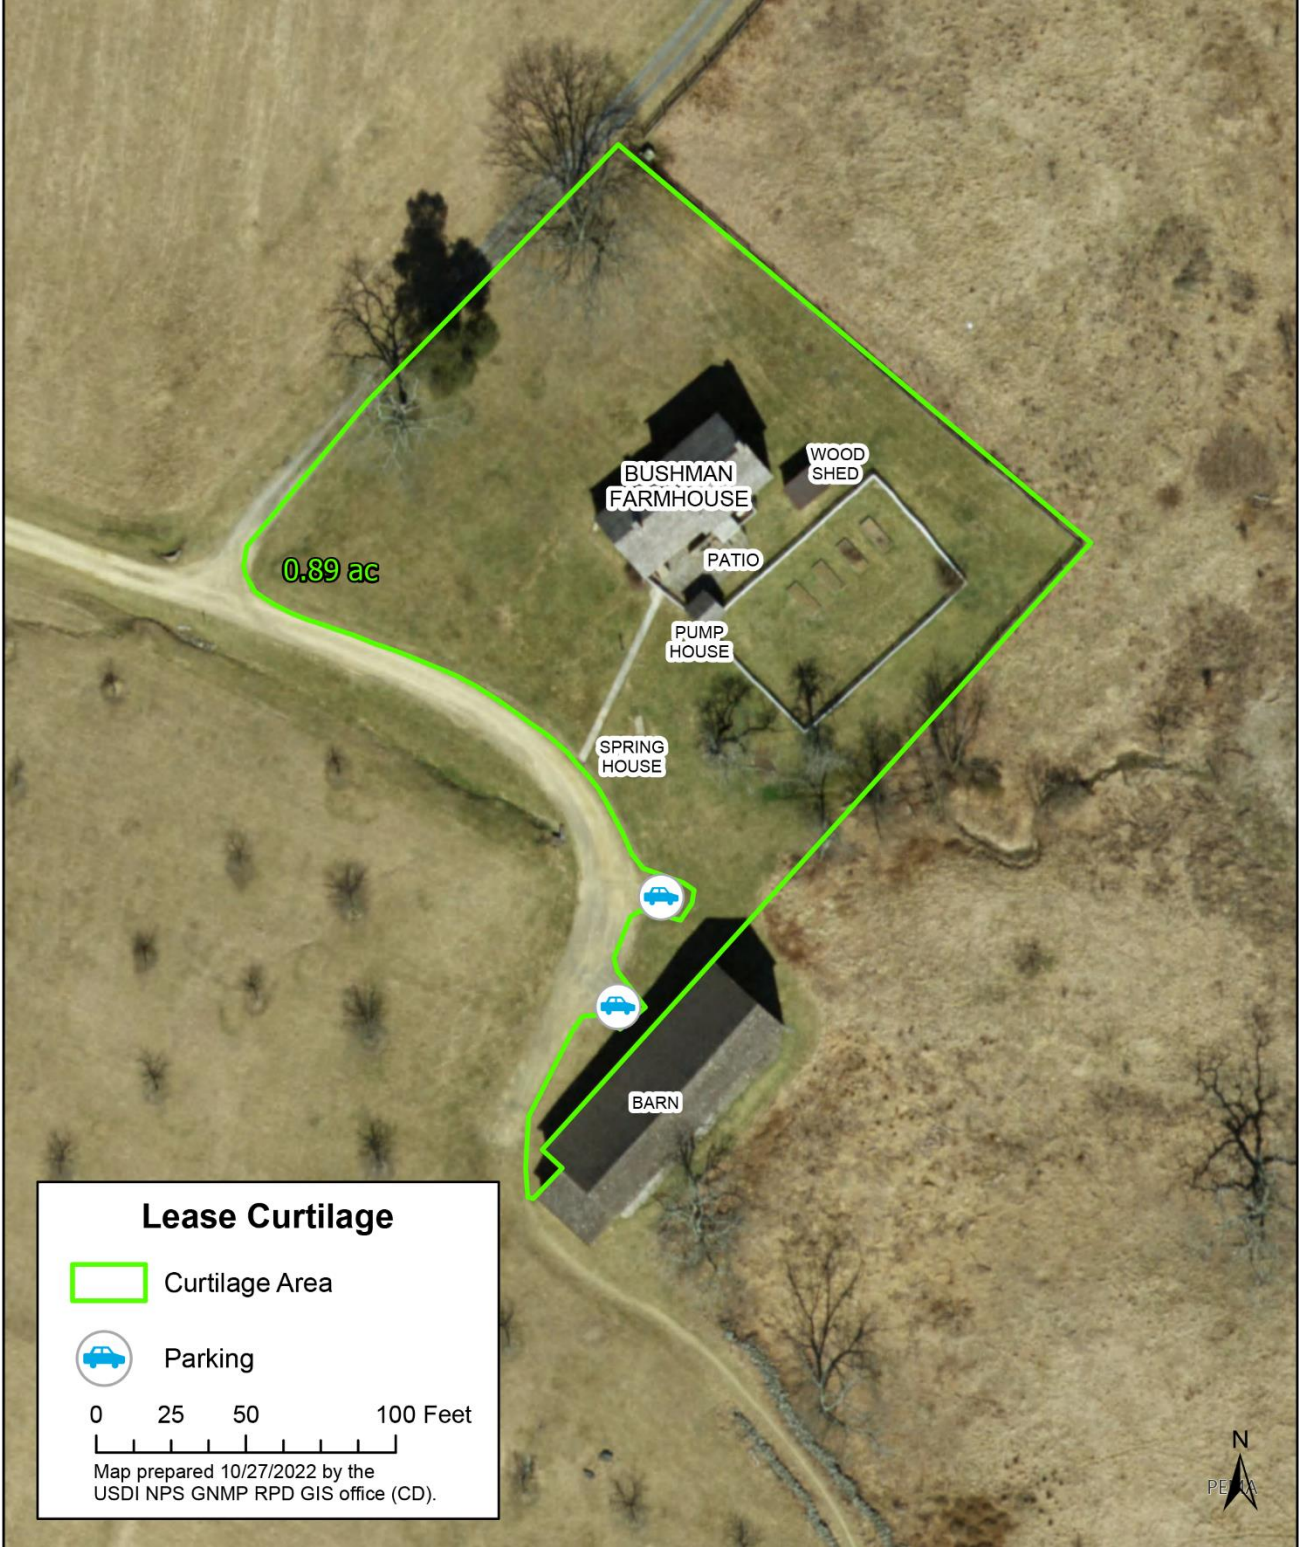 BUSHMAN
FARMHOUSE
WOOD
SHED
PATIO
0.89 ac
PUMP
HOUSE
SPRING
HOUSE
BARN
Lease Curtilage
Curtilage Area
Parking
0 25 50 100 Feet
Map prepared 10/27/2022 by the
USDI NPS GNMP RPD GIS office (CD).
N